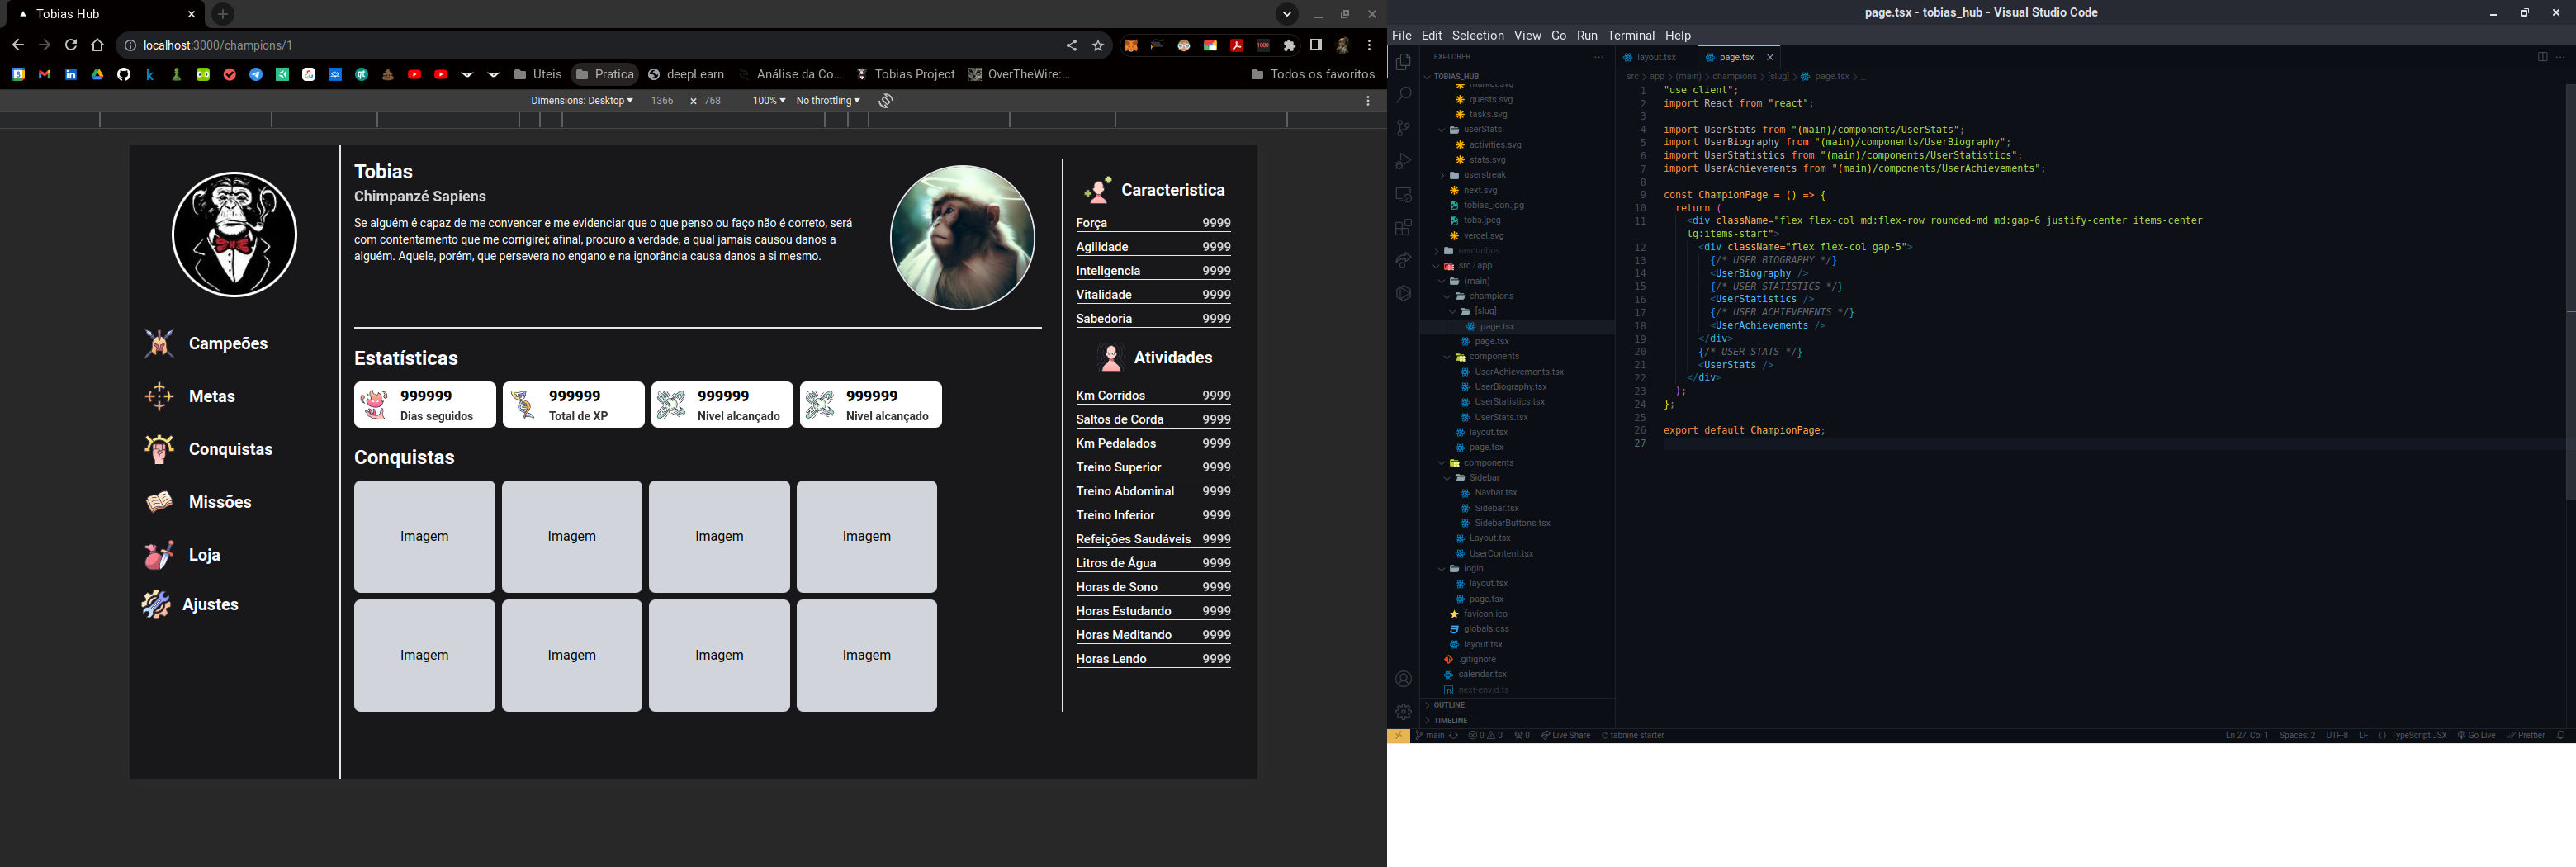 Tobias Hub
localhost:3000/champions/1
Uteis
Pratica
deepLearn
Análise da Co...
Tobias Project
OverTheWire:...
Todos os favoritos
Dimensions: Desktop
1366
×
768
100%
No throttling
Campeões
Metas
Conquistas
Missões
Loja
Ajustes
Tobias
Chimpanzé Sapiens
Se alguém é capaz de me convencer e me evidenciar que o que penso ou faço não é correto, será
com contentamento que me corrigirei; afinal, procuro a verdade, a qual jamais causou danos a
alguém. Aquele, porém, que persevera no engano e na ignorância causa danos a si mesmo.
Estatísticas
999999
Dias seguidos
999999
Total de XP
999999
Nivel alcançado
999999
Nivel alcançado
Conquistas
Imagem
Imagem
Imagem
Imagem
Imagem
Imagem
Imagem
Imagem
Caracteristica
Força 9999
Agilidade 9999
Inteligencia 9999
Vitalidade 9999
Sabedoria 9999
Atividades
Km Corridos 9999
Saltos de Corda 9999
Km Pedalados 9999
Treino Superior 9999
Treino Abdominal 9999
Treino Inferior 9999
Refeições Saudáveis 9999
Litros de Água 9999
Horas de Sono 9999
Horas Estudando 9999
Horas Meditando 9999
Horas Lendo 9999
page.tsx - tobias_hub - Visual Studio Code
File Edit Selection View Go Run Terminal Help
EXPLORER
TOBIAS_HUB
quests.svg
tasks.svg
userStats
activities.svg
stats.svg
userstreak
next.svg
tobias_icon.jpg
tobs.jpeg
vercel.svg
rascunhos
src / app
(main)
champions
[slug]
page.tsx
page.tsx
components
UserAchievements.tsx
UserBiography.tsx
UserStatistics.tsx
UserStats.tsx
layout.tsx
page.tsx
components
Sidebar
Navbar.tsx
Sidebar.tsx
SidebarButtons.tsx
Layout.tsx
UserContent.tsx
login
layout.tsx
page.tsx
favicon.ico
globals.css
layout.tsx
.gitignore
calendar.tsx
next-env.d.ts
OUTLINE
TIMELINE
layout.tsx
page.tsx
src > app > (main) > champions > [slug] > page.tsx > ...
1 "use client";
2 import React from "react";
3
4 import UserStats from "(main)/components/UserStats";
5 import UserBiography from "(main)/components/UserBiography";
6 import UserStatistics from "(main)/components/UserStatistics";
7 import UserAchievements from "(main)/components/UserAchievements";
8
9 const ChampionPage = () => {
10 return (
11 <div className="flex flex-col md:flex-row rounded-md md:gap-6 justify-center items-center
lg:items-start">
12 <div className="flex flex-col gap-5">
13 {/* USER BIOGRAPHY */}
14 <UserBiography />
15 {/* USER STATISTICS */}
16 <UserStatistics />
17 {/* USER ACHIEVEMENTS */}
18 <UserAchievements />
19 </div>
20 {/* USER STATS */}
21 <UserStats />
22 </div>
23 );
24 };
25
26 export default ChampionPage;
27
main
0 0
0
Live Share
tabnine starter
Ln 27, Col 1
Spaces: 2
UTF-8
LF
{ } TypeScript JSX
Go Live
Prettier